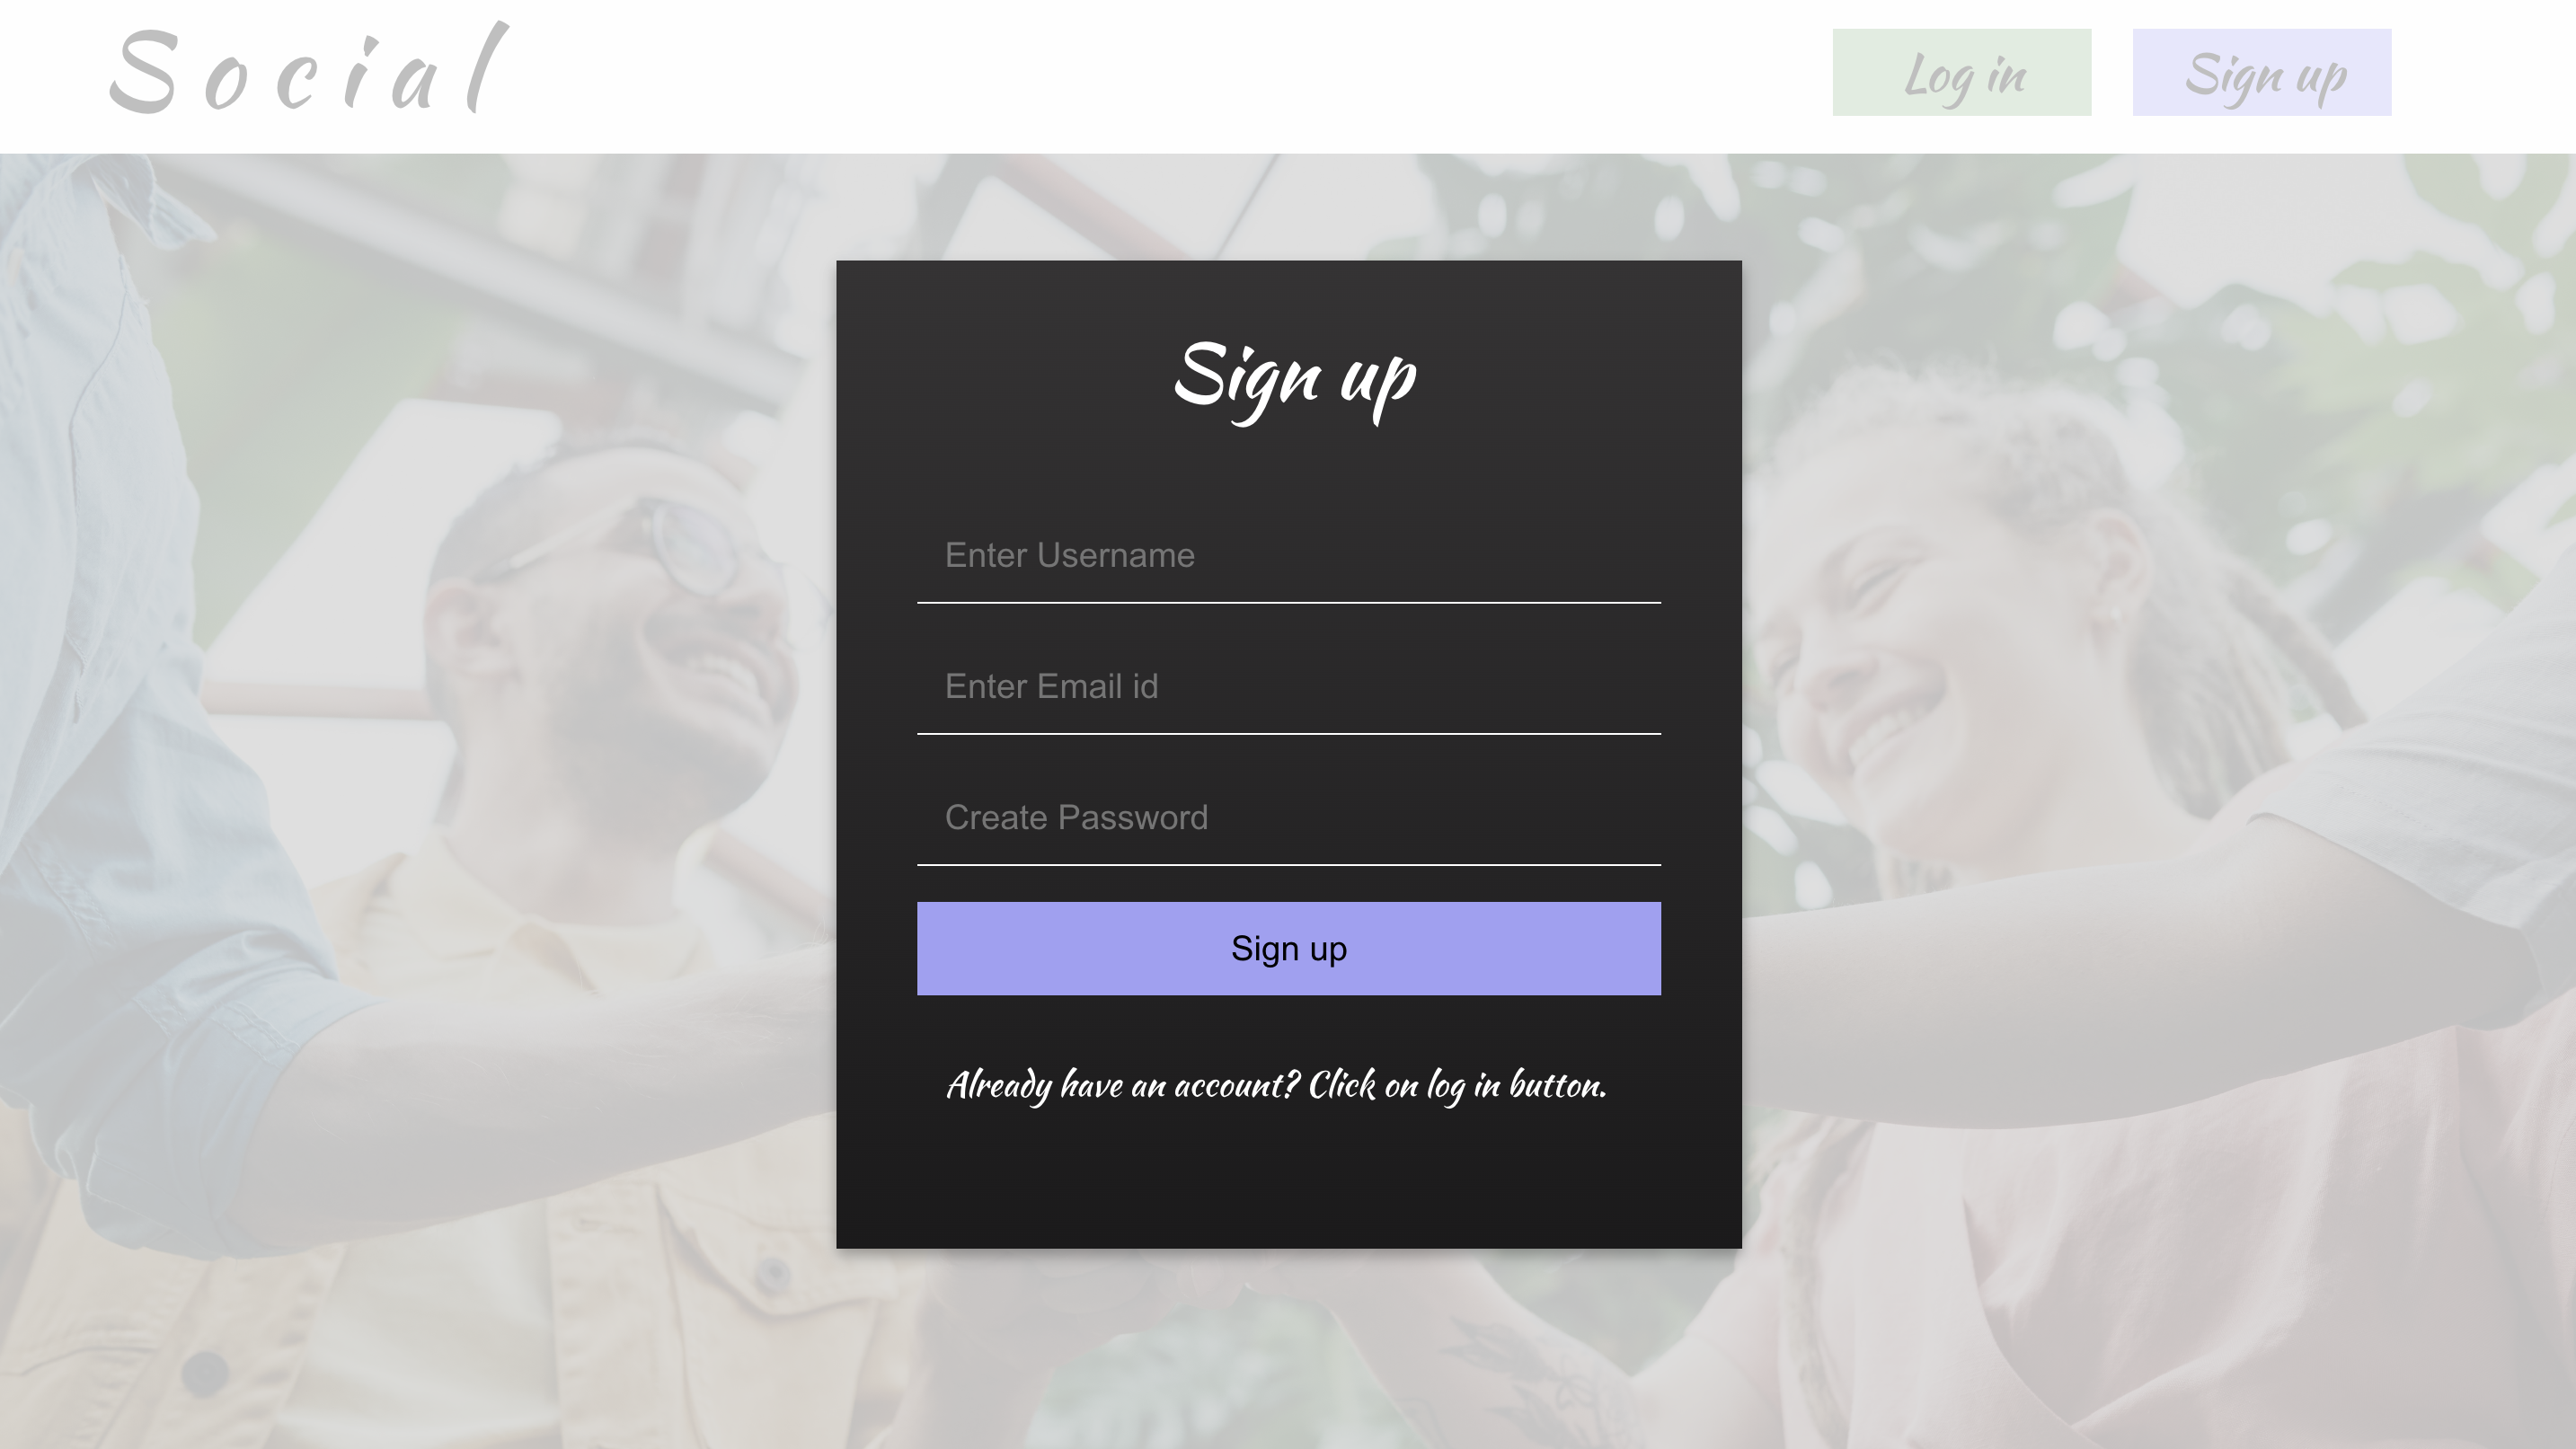 Social
Log in
Sign up
Sign up
Enter Username
Enter Email id
Create Password
Sign up
Already have an account? Click on log in button.